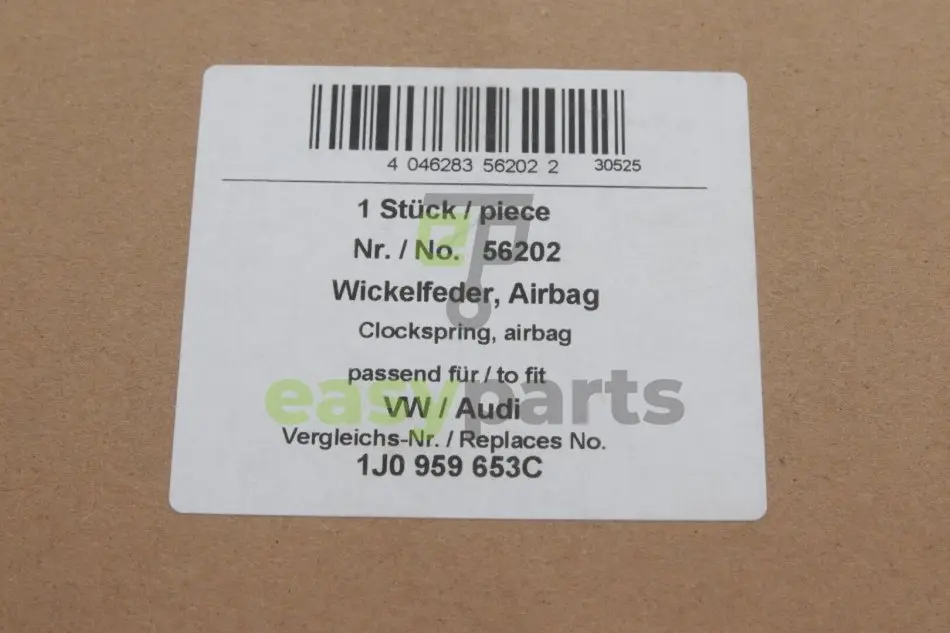 4 046283 56202 2 30525
1 Stück / piece
Nr. / No. 56202
Wickelfeder, Airbag
Clockspring, airbag
passend für / to fit
easyparts
VW / Audi
Vergleichs-Nr. / Replaces No.
1J0 959 653C